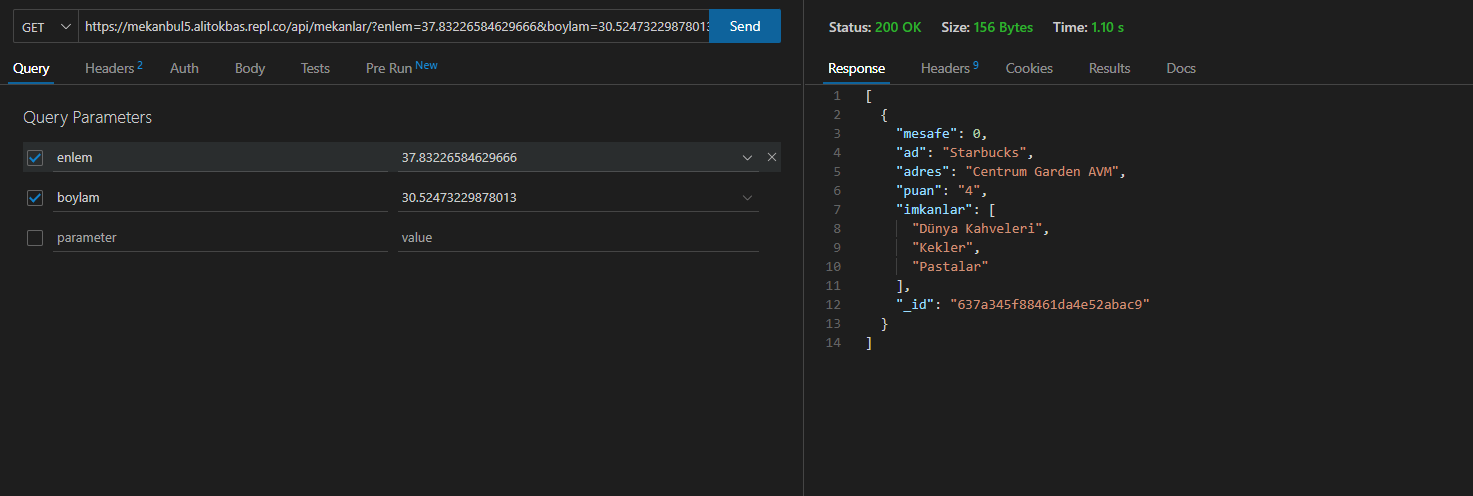 GET https://mekanbul5.alitokbas.repl.co/api/mekanlar/?enlem=37.83226584629666&boylam=30.52473229878013 Send
Query Headers 2 Auth Body Tests Pre Run New
Query Parameters
enlem 37.83226584629666
boylam 30.52473229878013
parameter value
Status: 200 OK Size: 156 Bytes Time: 1.10 s
Response Headers 9 Cookies Results Docs
1 [
2 {
3 "mesafe": 0,
4 "ad": "Starbucks",
5 "adres": "Centrum Garden AVM",
6 "puan": "4",
7 "imkanlar": [
8 "Dünya Kahveleri",
9 "Kekler",
10 "Pastalar"
11 ],
12 "_id": "637a345f88461da4e52abac9"
13 }
14 ]